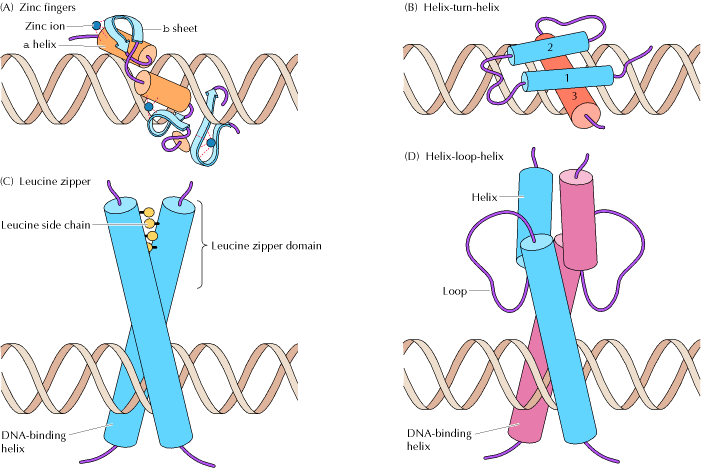 (A) Zinc fingers
Zinc ion
b sheet
a helix
(B) Helix-turn-helix
2
1
3
(C) Leucine zipper
Leucine side chain
Leucine zipper domain
DNA-binding
helix
(D) Helix-loop-helix
Helix
Loop
DNA-binding
helix